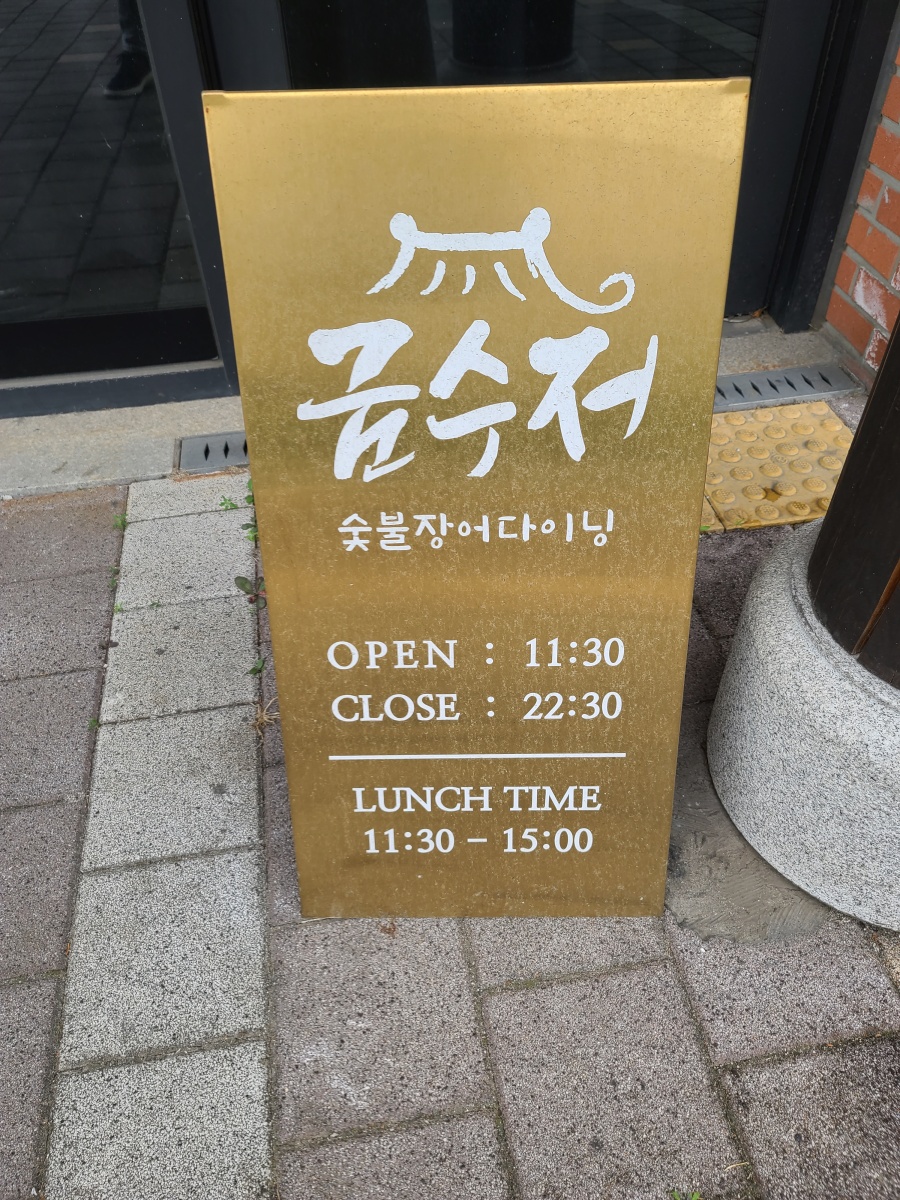 금수저
숯불장어다이닝
OPEN : 11:30
CLOSE : 22:30
LUNCH TIME
11:30 - 15:00